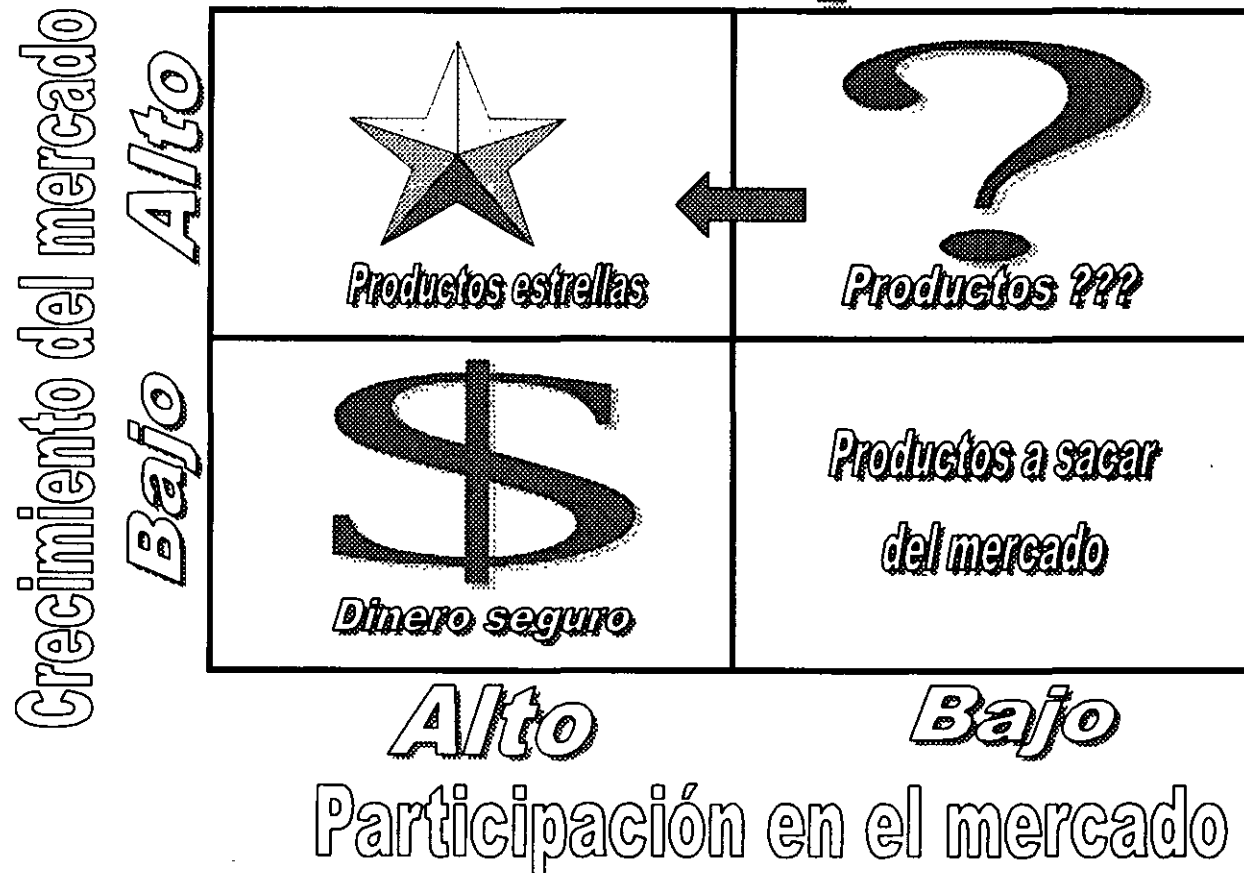 Crecimiento del mercado
Alto
Bajo
?
Productos estrellas
Productos ???
$
Dinero seguro
Productos a sacar
del mercado
Alto
Bajo
Participación en el mercado